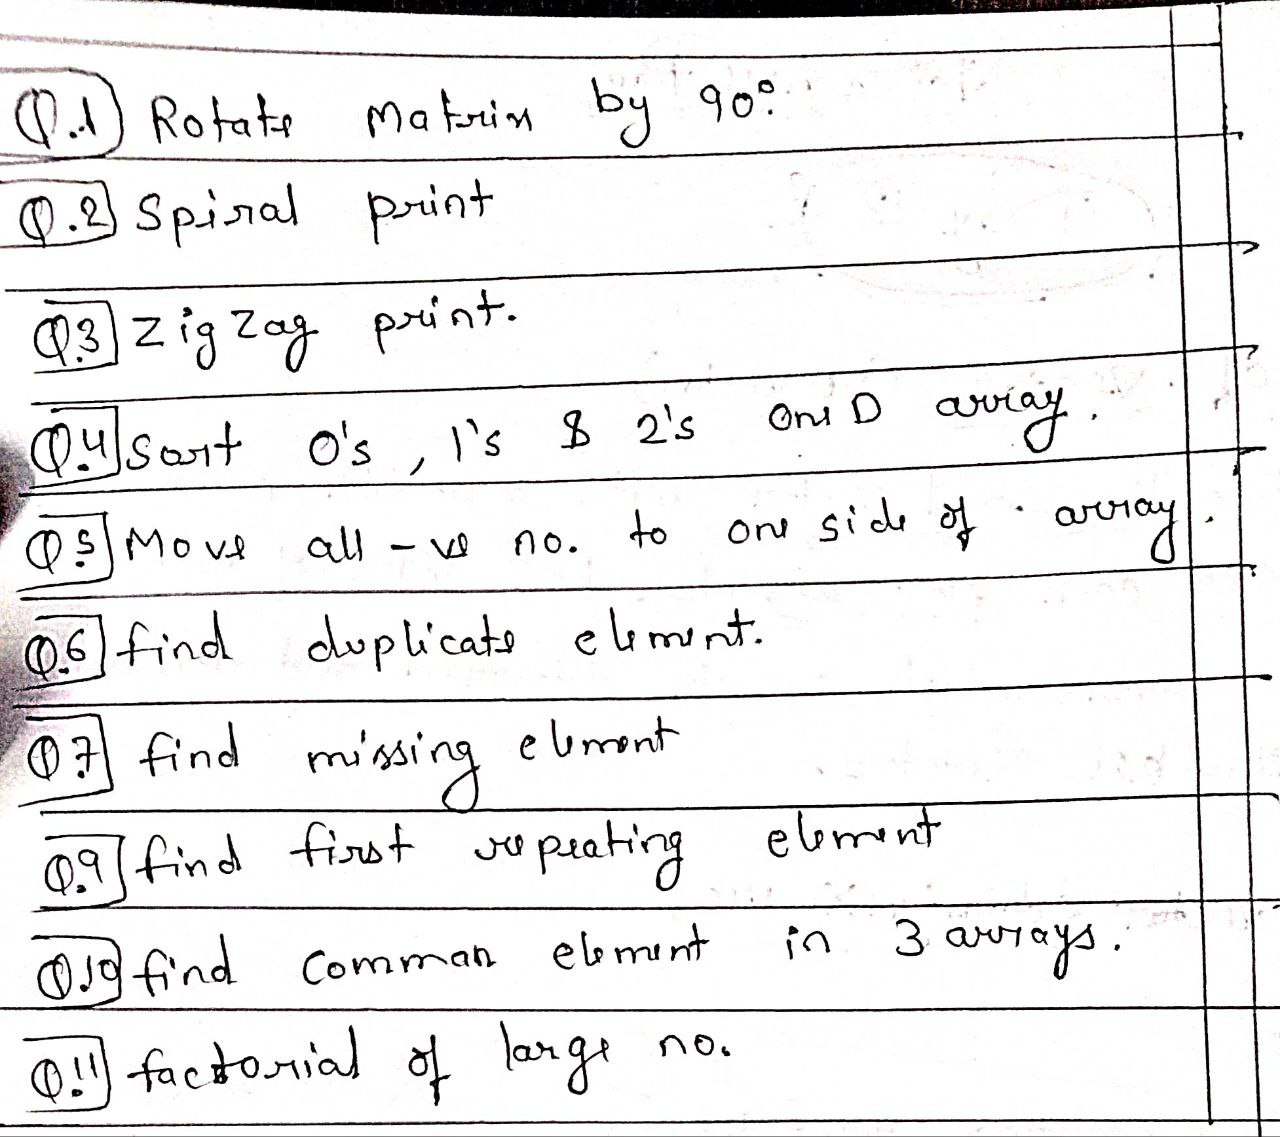 Q.1 Rotate Matrix by 90°.
Q.2 Spiral print
Q.3 Zig Zag print.
Q.4 Sort 0's, 1's & 2's One D array.
Q.5 Move all -ve no. to one side of array.
Q.6 find duplicate element.
Q.7 find missing element
Q.9 find first repeating element
Q.10 find comman element in 3 arrays.
Q.11 factorial of large no.